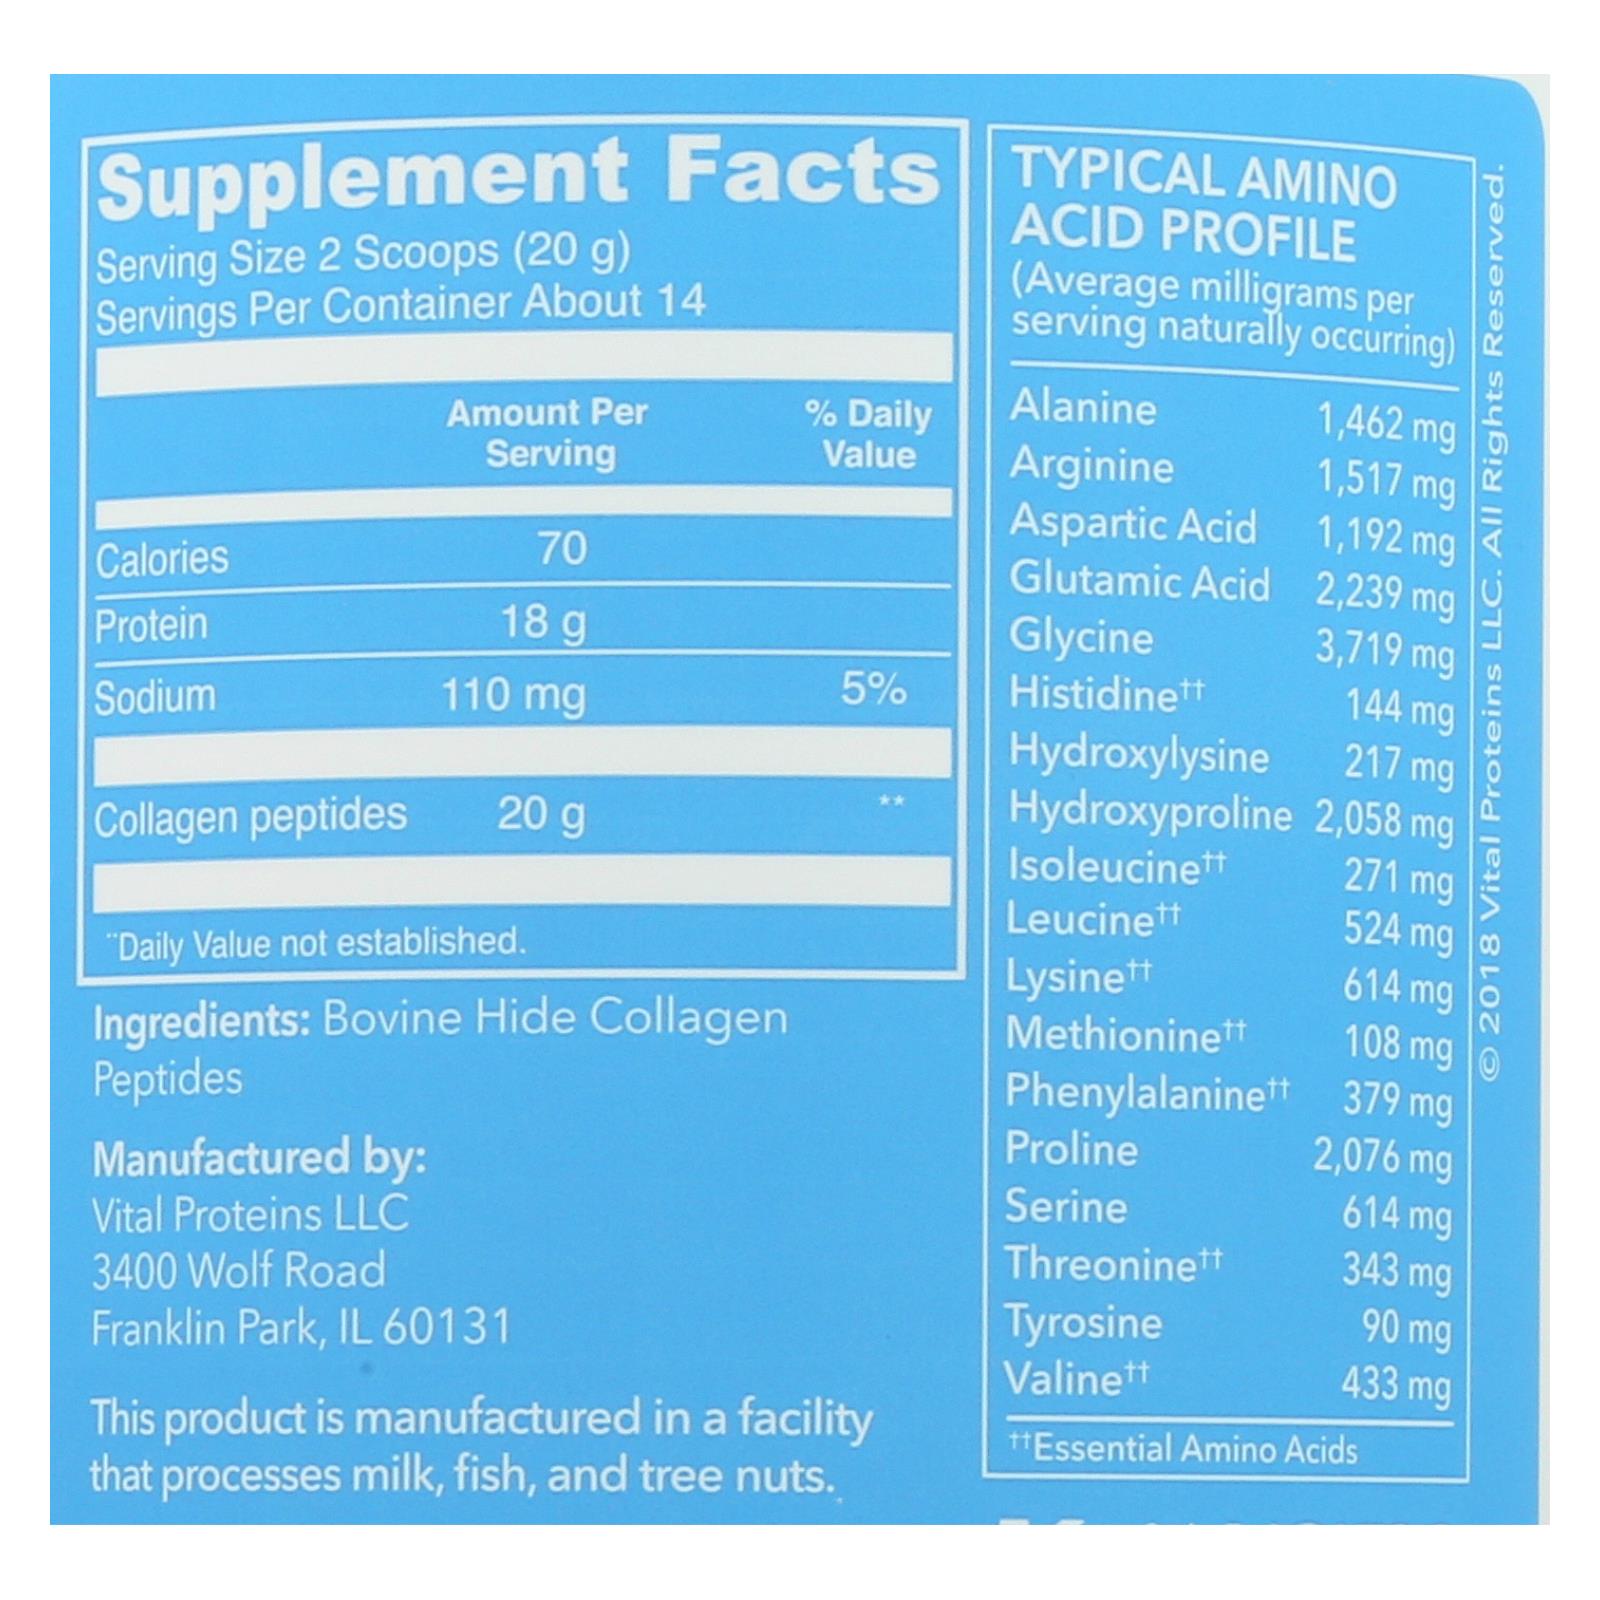 Supplement Facts
Serving Size 2 Scoops (20 g)
Servings Per Container About 14
Amount Per Serving % Daily Value
Calories 70
Protein 18 g
Sodium 110 mg 5%
Collagen peptides 20 g **
**Daily Value not established.
Ingredients: Bovine Hide Collagen
Peptides
Manufactured by:
Vital Proteins LLC
3400 Wolf Road
Franklin Park, IL 60131
This product is manufactured in a facility
that processes milk, fish, and tree nuts.
TYPICAL AMINO
ACID PROFILE
(Average milligrams per
serving naturally occurring)
Alanine 1,462 mg
Arginine 1,517 mg
Aspartic Acid 1,192 mg
Glutamic Acid 2,239 mg
Glycine 3,719 mg
Histidine†† 144 mg
Hydroxylysine 217 mg
Hydroxyproline 2,058 mg
Isoleucine†† 271 mg
Leucine†† 524 mg
Lysine†† 614 mg
Methionine†† 108 mg
Phenylalanine†† 379 mg
Proline 2,076 mg
Serine 614 mg
Threonine†† 343 mg
Tyrosine 90 mg
Valine†† 433 mg
††Essential Amino Acids
© 2018 Vital Proteins LLC. All Rights Reserved.